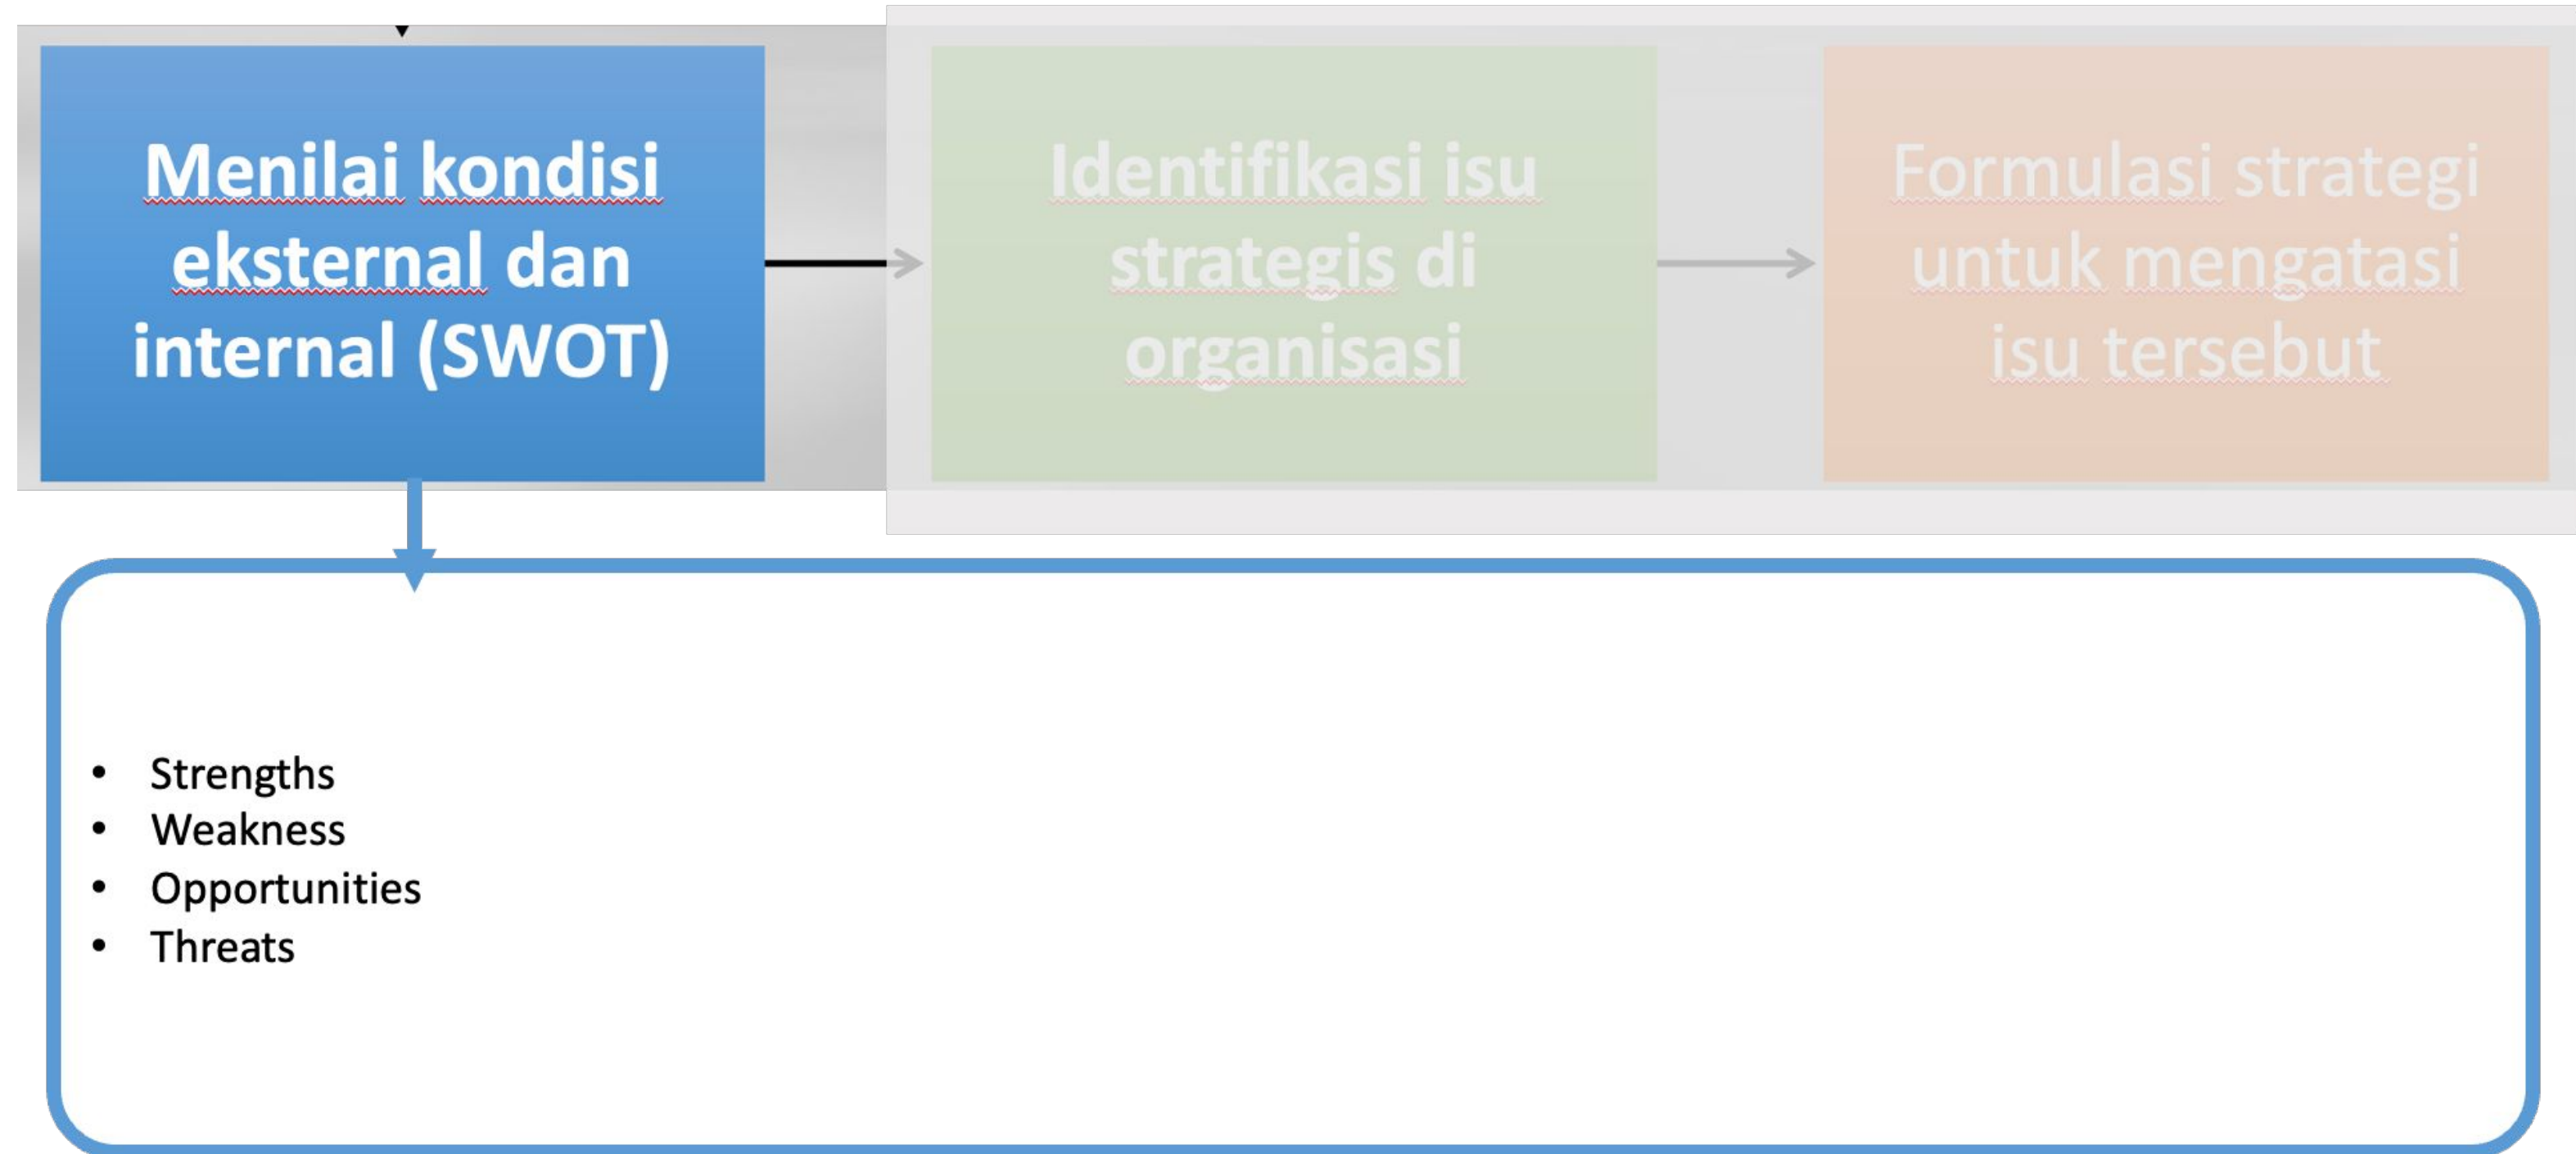 Menilai kondisi
eksternal dan
internal (SWOT)
Identifikasi isu
strategis di
organisasi
Formulasi strategi
untuk mengatasi
isu tersebut
• Strengths
• Weakness
• Opportunities
• Threats